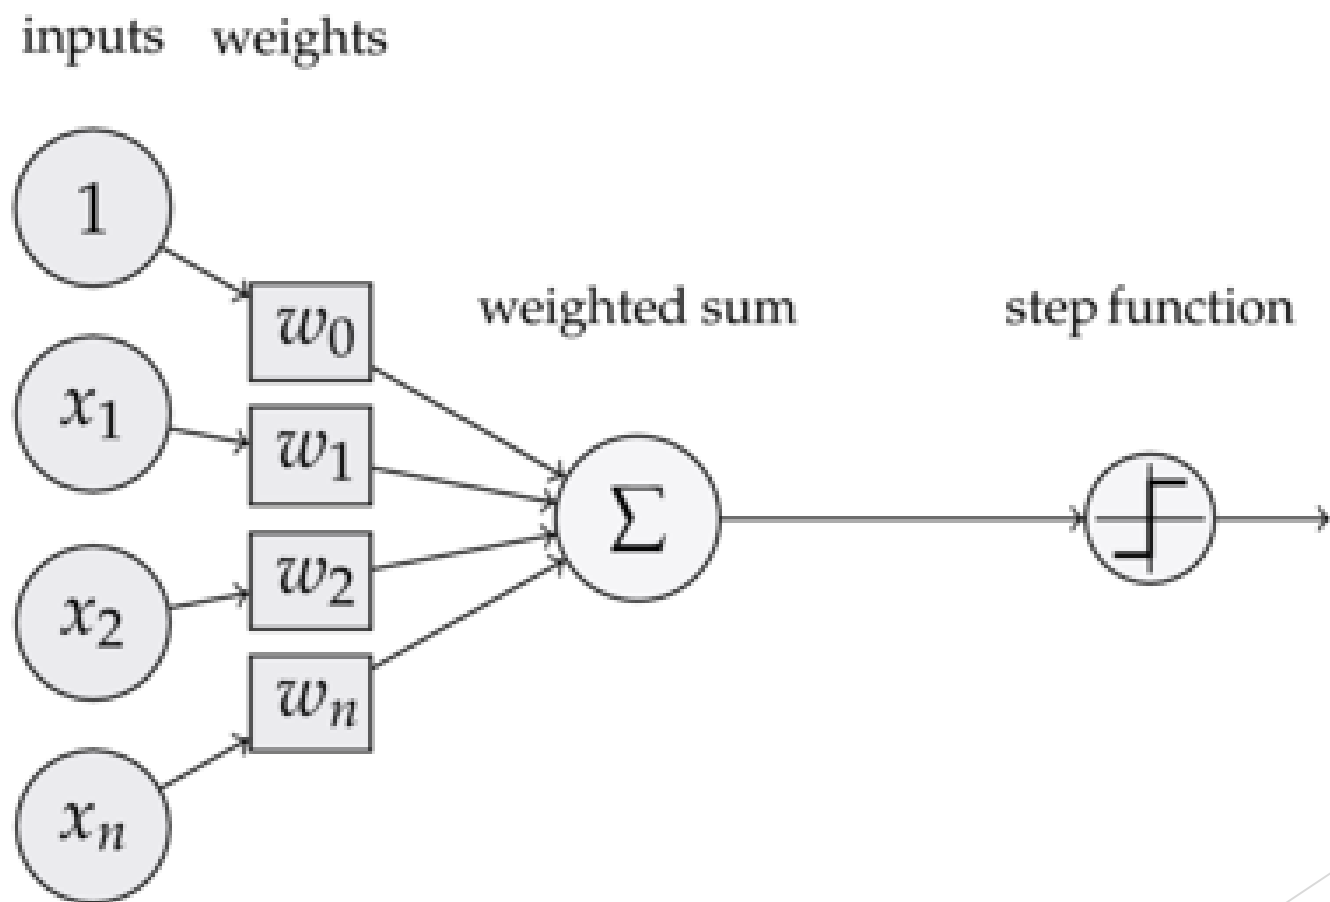 inputs weights
1
w₀
weighted sum
step function
x₁
w₁
Σ
x₂
w₂
wₙ
xₙ